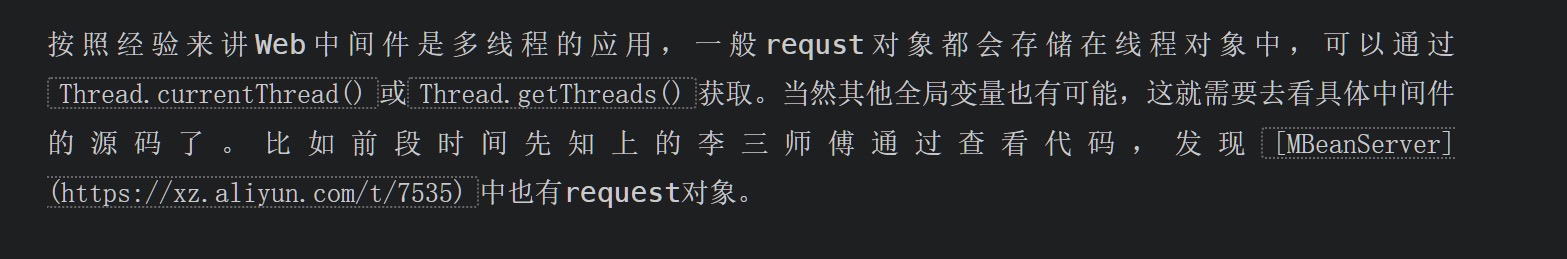 按照经验来讲Web中间件是多线程的应用，一般requst对象都会存储在线程对象中，可以通过
Thread.currentThread()或Thread.getThreads()获取。当然其他全局变量也有可能，这就需要去看具体中间件
的源码了。比如前段时间先知上的李三师傅通过查看代码，发现[MBeanServer]
(https://xz.aliyun.com/t/7535)中也有request对象。